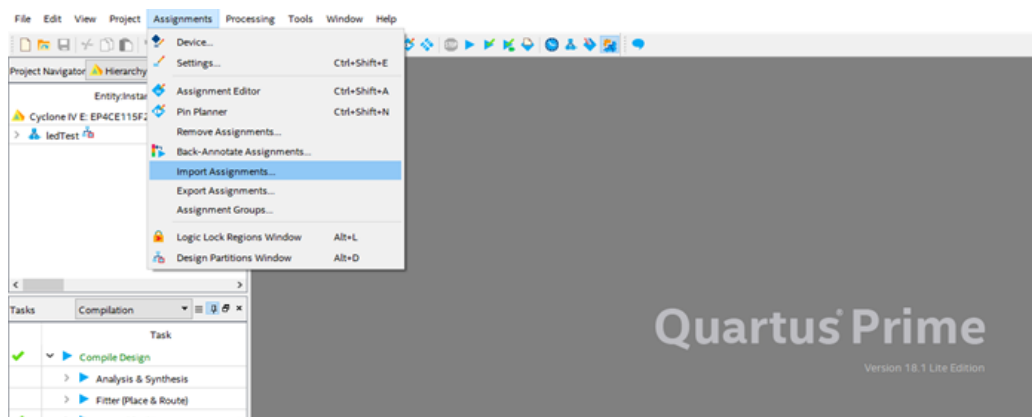 File Edit View Project Assignments Processing Tools Window Help
Device...
Settings... Ctrl+Shift+E
Project Navigator Hierarchy
Assignment Editor Ctrl+Shift+A
Entity:Instan
Pin Planner Ctrl+Shift+N
Cyclone IV E: EP4CE115F2
Remove Assignments...
ledTest
Back-Annotate Assignments...
Import Assignments...
Export Assignments...
Assignment Groups...
Logic Lock Regions Window Alt+L
Design Partitions Window Alt+D
Tasks Compilation
Task
Compile Design
Analysis & Synthesis
Fitter (Place & Route)
Quartus Prime
Version 18.1 Lite Edition